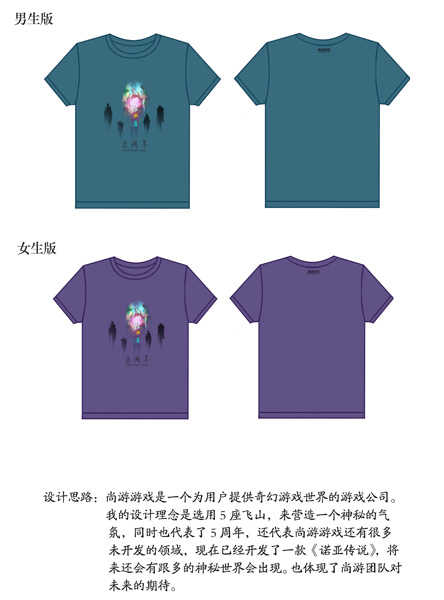 男生版
五周年
女生版
五周年
设计思路：尚游游戏是一个为用户提供奇幻游戏世界的游戏公司。
我的设计理念是选用5座飞山，来营造一个神秘的气
氛，同时也代表了5周年，还代表尚游游戏还有很多
未开发的领域，现在已经开发了一款《诺亚传说》，将
来还会有跟多的神秘世界会出现。也体现了尚游团队对
未来的期待。